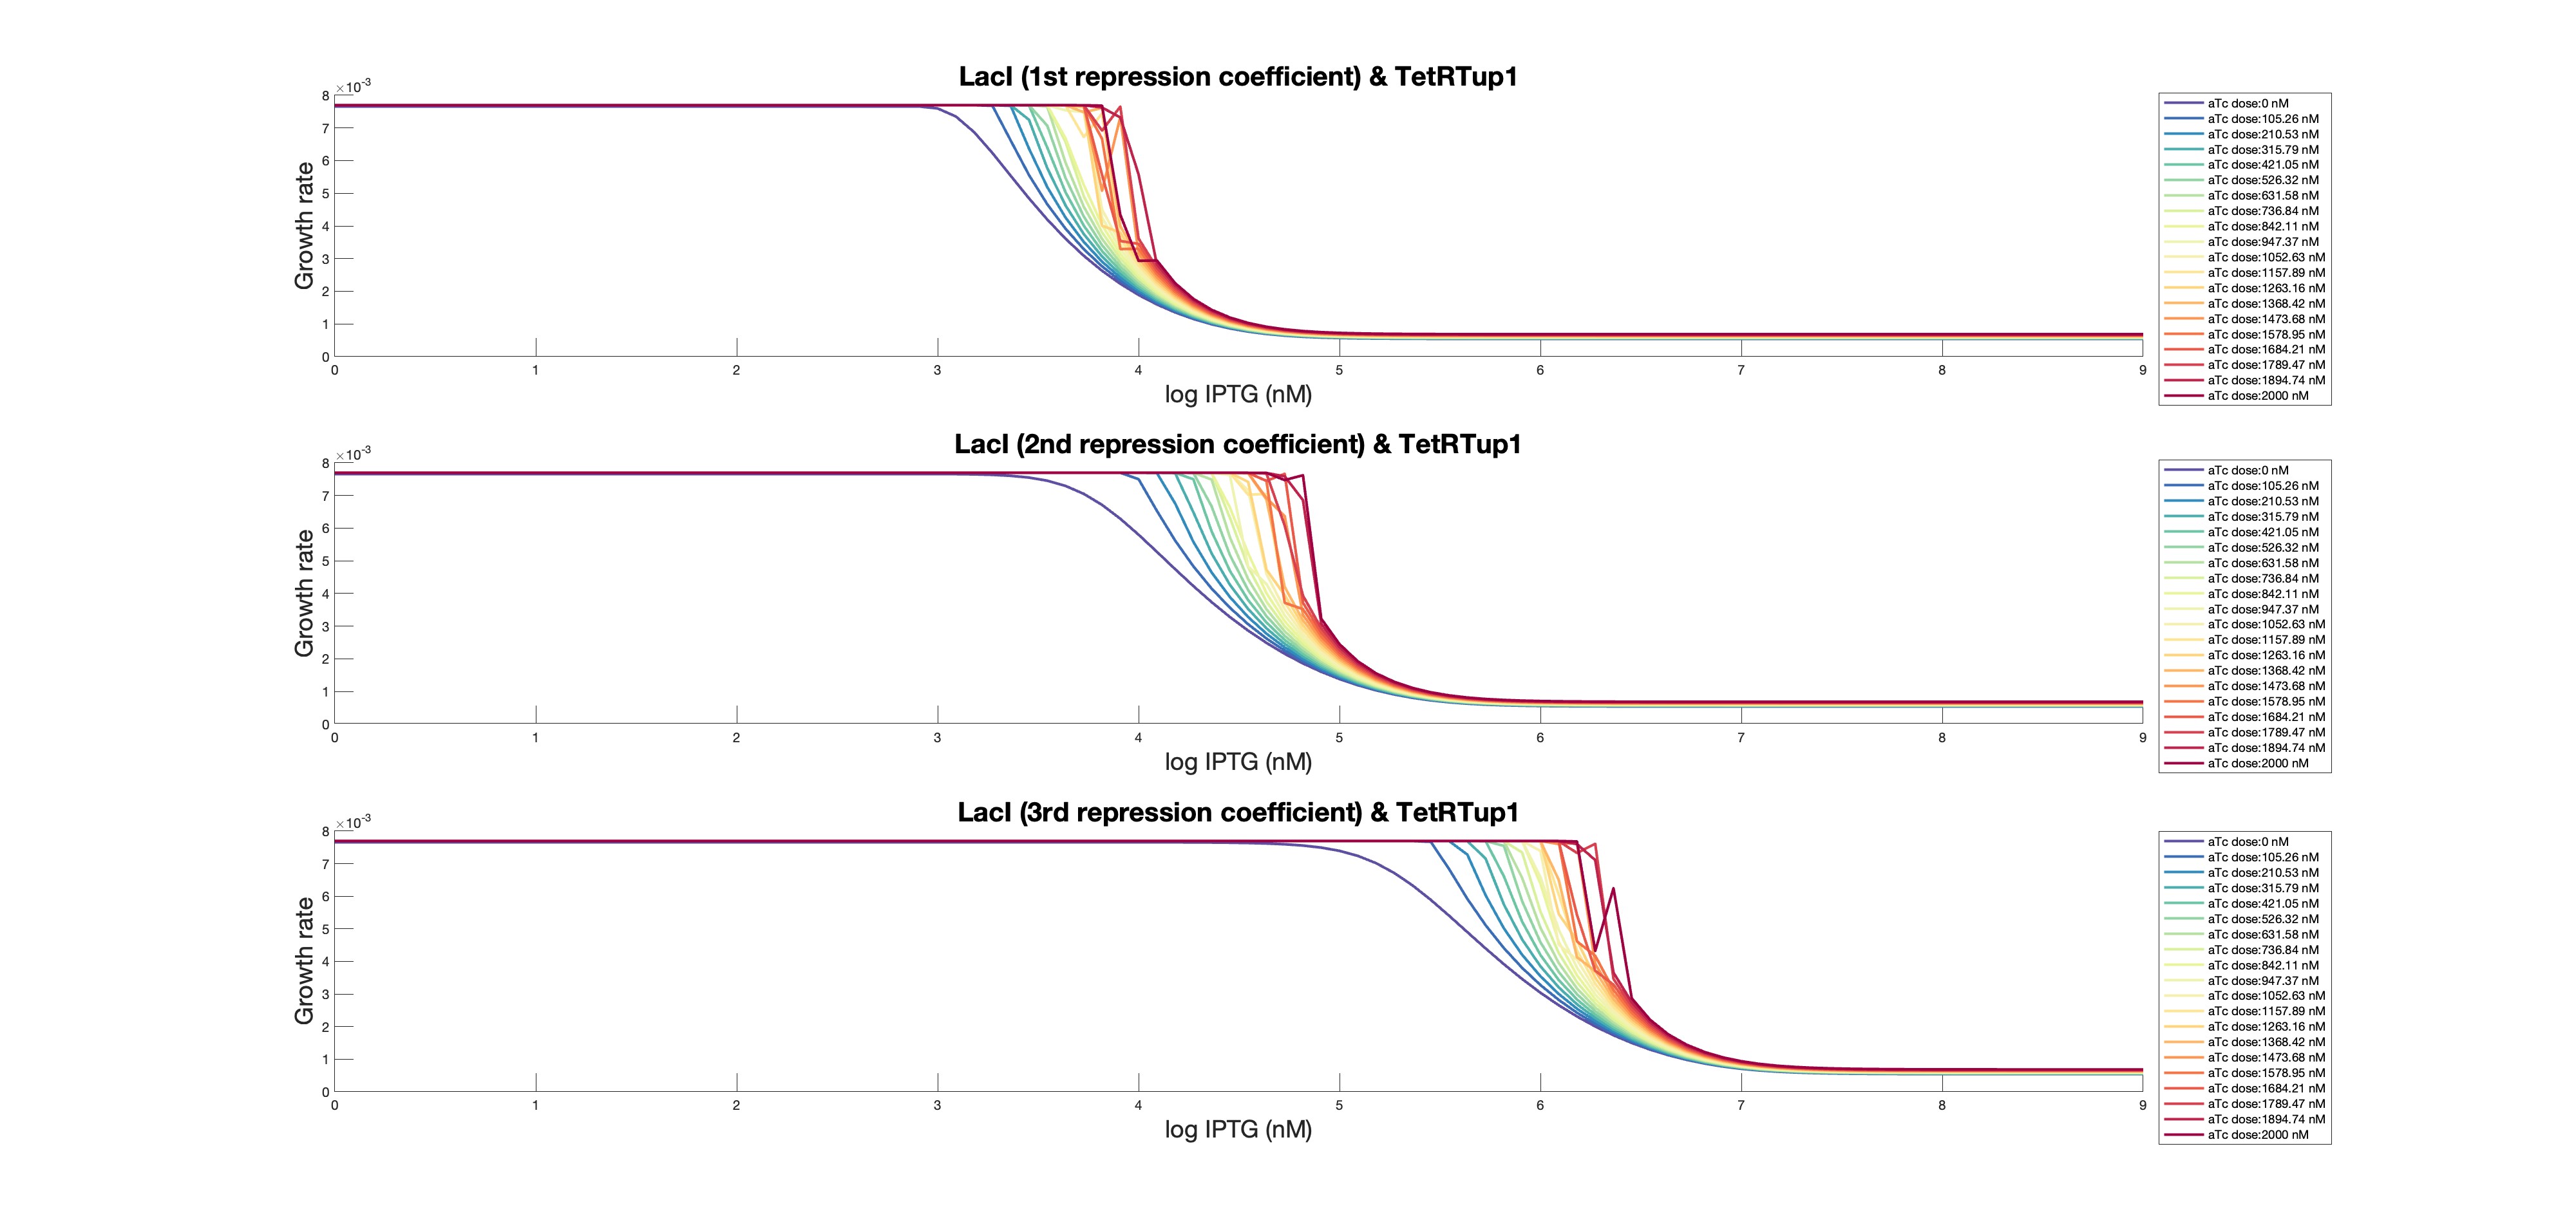 LacI (1st repression coefficient) & TetRTup1
×10-3
8
7
6
5
4
3
2
1
0
Growth rate
0 1 2 3 4 5 6 7 8 9
log IPTG (nM)
aTc dose:0 nM
aTc dose:105.26 nM
aTc dose:210.53 nM
aTc dose:315.79 nM
aTc dose:421.05 nM
aTc dose:526.32 nM
aTc dose:631.58 nM
aTc dose:736.84 nM
aTc dose:842.11 nM
aTc dose:947.37 nM
aTc dose:1052.63 nM
aTc dose:1157.89 nM
aTc dose:1263.16 nM
aTc dose:1368.42 nM
aTc dose:1473.68 nM
aTc dose:1578.95 nM
aTc dose:1684.21 nM
aTc dose:1789.47 nM
aTc dose:1894.74 nM
aTc dose:2000 nM
LacI (2nd repression coefficient) & TetRTup1
×10-3
8
7
6
5
4
3
2
1
0
Growth rate
0 1 2 3 4 5 6 7 8 9
log IPTG (nM)
aTc dose:0 nM
aTc dose:105.26 nM
aTc dose:210.53 nM
aTc dose:315.79 nM
aTc dose:421.05 nM
aTc dose:526.32 nM
aTc dose:631.58 nM
aTc dose:736.84 nM
aTc dose:842.11 nM
aTc dose:947.37 nM
aTc dose:1052.63 nM
aTc dose:1157.89 nM
aTc dose:1263.16 nM
aTc dose:1368.42 nM
aTc dose:1473.68 nM
aTc dose:1578.95 nM
aTc dose:1684.21 nM
aTc dose:1789.47 nM
aTc dose:1894.74 nM
aTc dose:2000 nM
LacI (3rd repression coefficient) & TetRTup1
×10-3
8
7
6
5
4
3
2
1
0
Growth rate
0 1 2 3 4 5 6 7 8 9
log IPTG (nM)
aTc dose:0 nM
aTc dose:105.26 nM
aTc dose:210.53 nM
aTc dose:315.79 nM
aTc dose:421.05 nM
aTc dose:526.32 nM
aTc dose:631.58 nM
aTc dose:736.84 nM
aTc dose:842.11 nM
aTc dose:947.37 nM
aTc dose:1052.63 nM
aTc dose:1157.89 nM
aTc dose:1263.16 nM
aTc dose:1368.42 nM
aTc dose:1473.68 nM
aTc dose:1578.95 nM
aTc dose:1684.21 nM
aTc dose:1789.47 nM
aTc dose:1894.74 nM
aTc dose:2000 nM